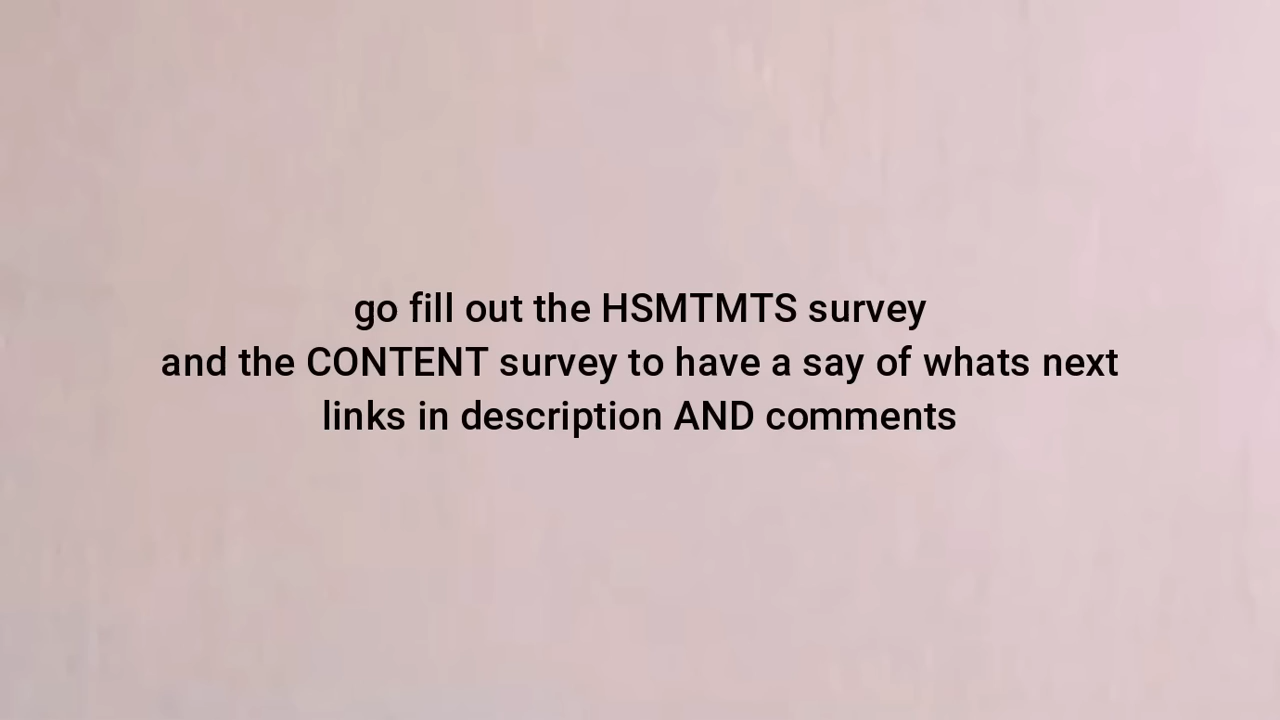 go fill out the HSMTMTS survey
and the CONTENT survey to have a say of whats next
links in description AND comments